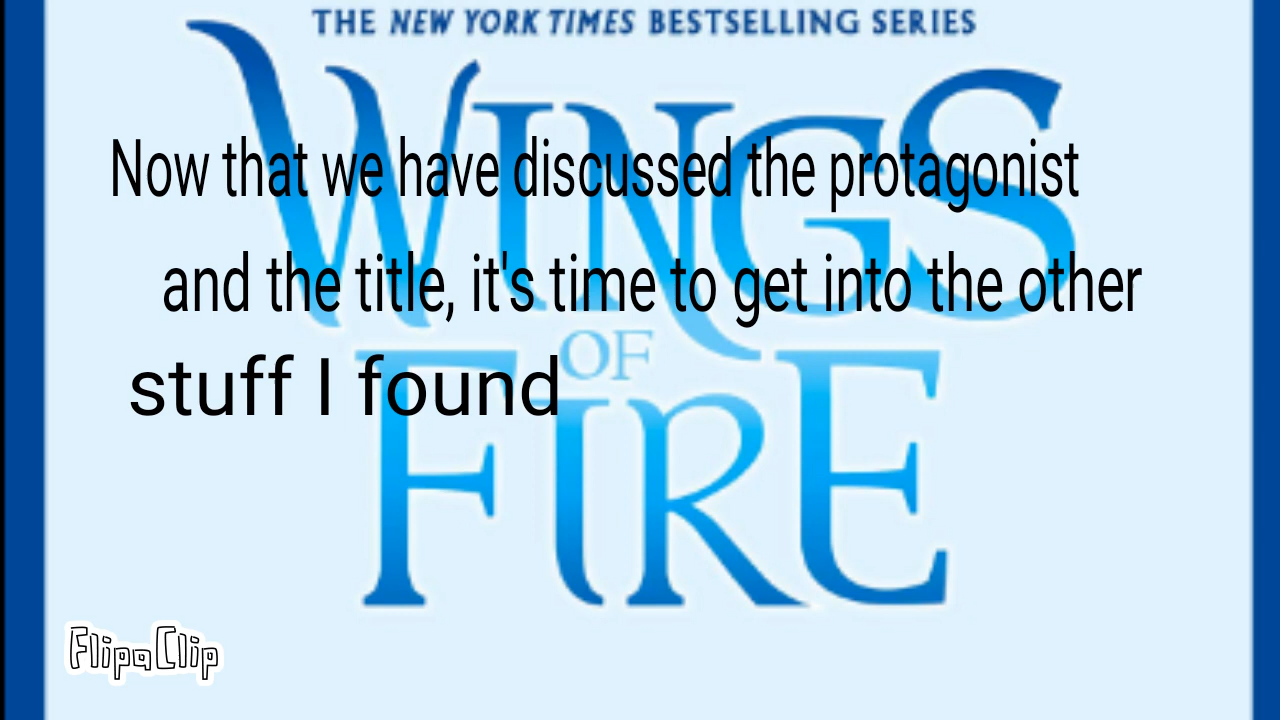 THE NEW YORK TIMES BESTSELLING SERIES
WINGS
Now that we have discussed the protagonist
and the title, it's time to get into the other
OF
stuff I found
FIRE
FlipaClip